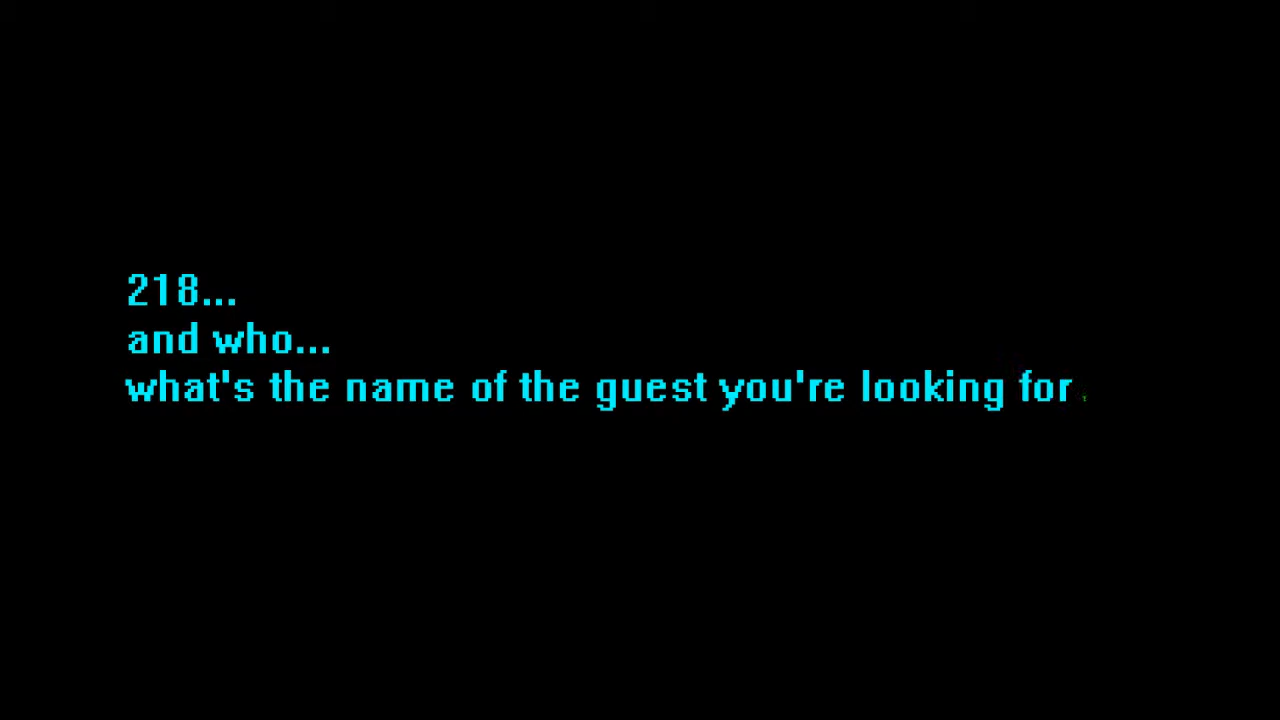 218...
and who...
what's the name of the guest you're looking for